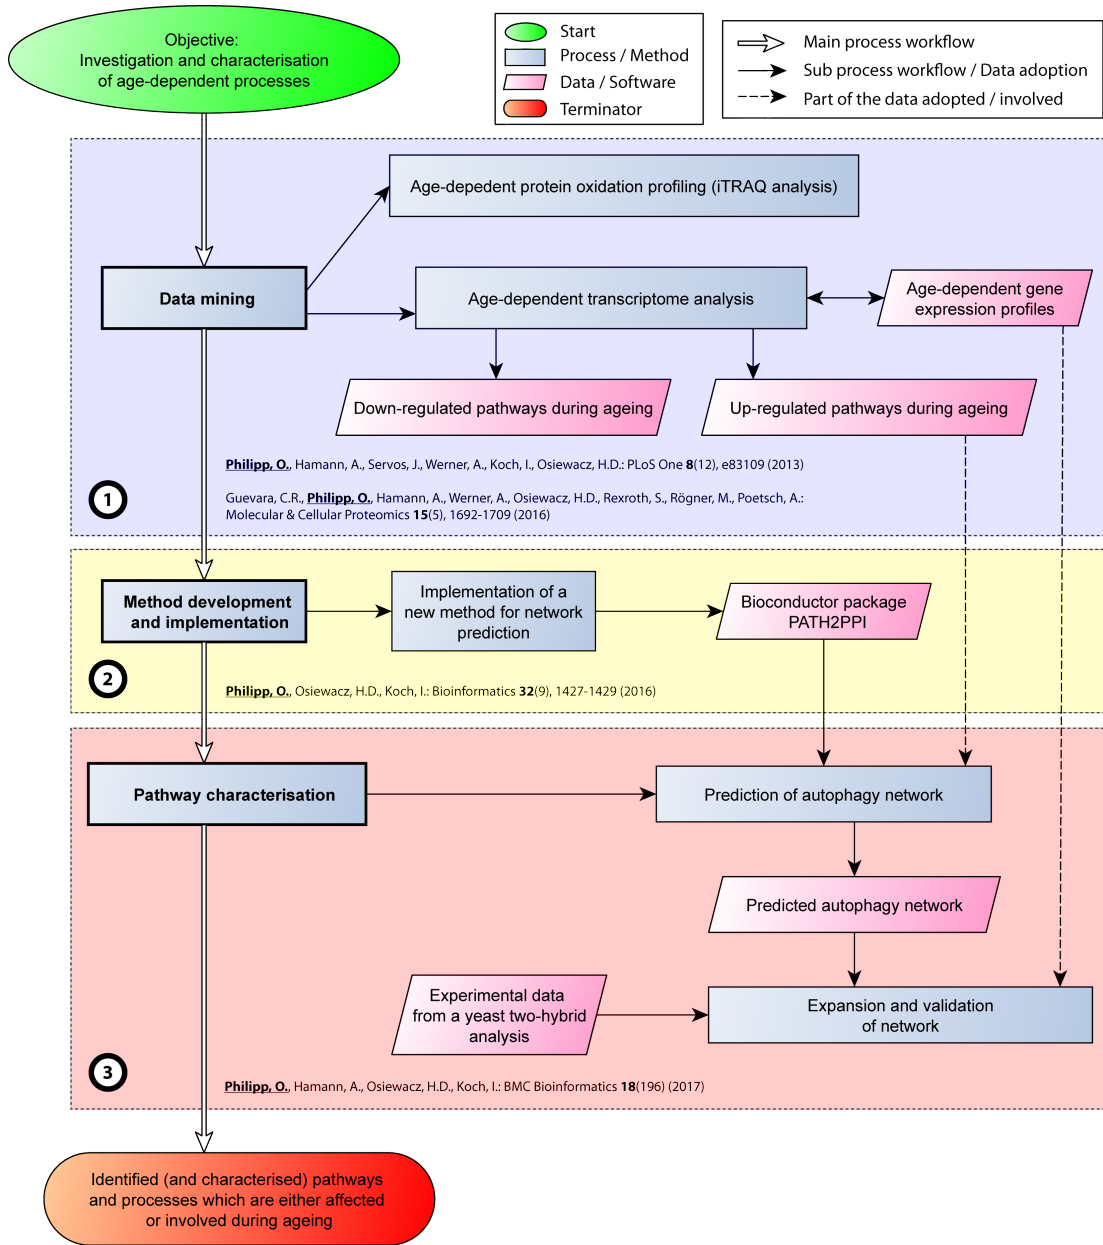 Objective:
Investigation and characterisation
of age-dependent processes
Start
Process / Method
Data / Software
Terminator
Main process workflow
Sub process workflow / Data adoption
Part of the data adopted / involved
Age-depedent protein oxidation profiling (iTRAQ analysis)
Data mining
Age-dependent transcriptome analysis
Age-dependent gene
expression profiles
Down-regulated pathways during ageing
Up-regulated pathways during ageing
Philipp, O., Hamann, A., Servos, J., Werner, A., Koch, I., Osiewacz, H.D.: PLoS One 8(12), e83109 (2013)
Guevara, C.R., Philipp, O., Hamann, A., Werner, A., Osiewacz, H.D., Rexroth, S., Rögner, M., Poetsch, A.:
Molecular & Cellular Proteomics 15(5), 1692-1709 (2016)
1
Method development
and implementation
Implementation of a
new method for network
prediction
Bioconductor package
PATH2PPI
2
Philipp, O., Osiewacz, H.D., Koch, I.: Bioinformatics 32(9), 1427-1429 (2016)
Pathway characterisation
Prediction of autophagy network
Predicted autophagy network
Experimental data
from a yeast two-hybrid
analysis
Expansion and validation
of network
3
Philipp, O., Hamann, A., Osiewacz, H.D., Koch, I.: BMC Bioinformatics 18(196) (2017)
Identified (and characterised) pathways
and processes which are either affected
or involved during ageing